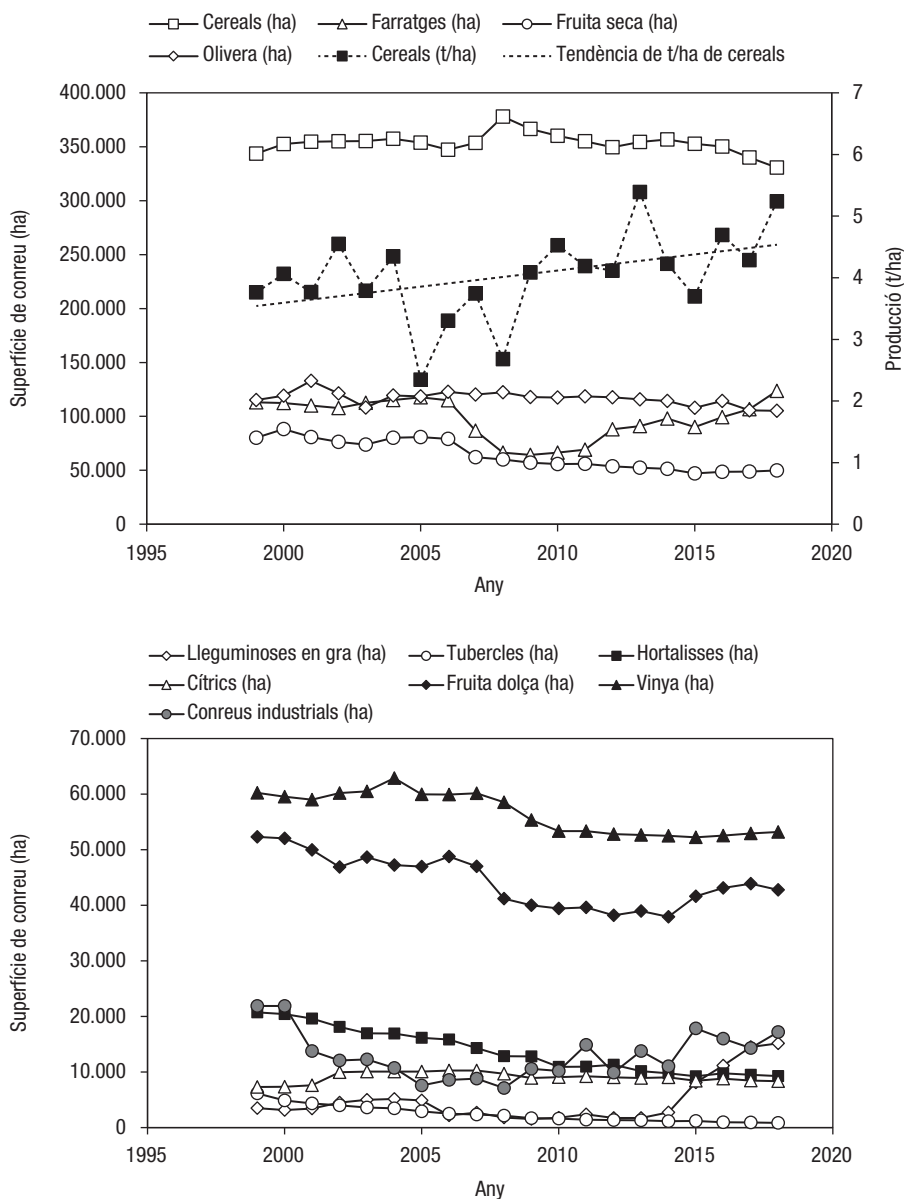 Cereals (ha) Farratges (ha) Fruita seca (ha)
Olivera (ha) Cereals (t/ha) Tendència de t/ha de cereals
400.000
350.000
300.000
250.000
200.000
150.000
100.000
50.000
0
Superfície de conreu (ha)
7
6
5
4
3
2
1
0
Producció (t/ha)
1995 2000 2005 2010 2015 2020
Any
Lleguminoses en gra (ha) Tubercles (ha) Hortalisses (ha)
Cítrics (ha) Fruita dolça (ha) Vinya (ha)
Conreus industrials (ha)
70.000
60.000
50.000
40.000
30.000
20.000
10.000
0
Superfície de conreu (ha)
1995 2000 2005 2010 2015 2020
Any